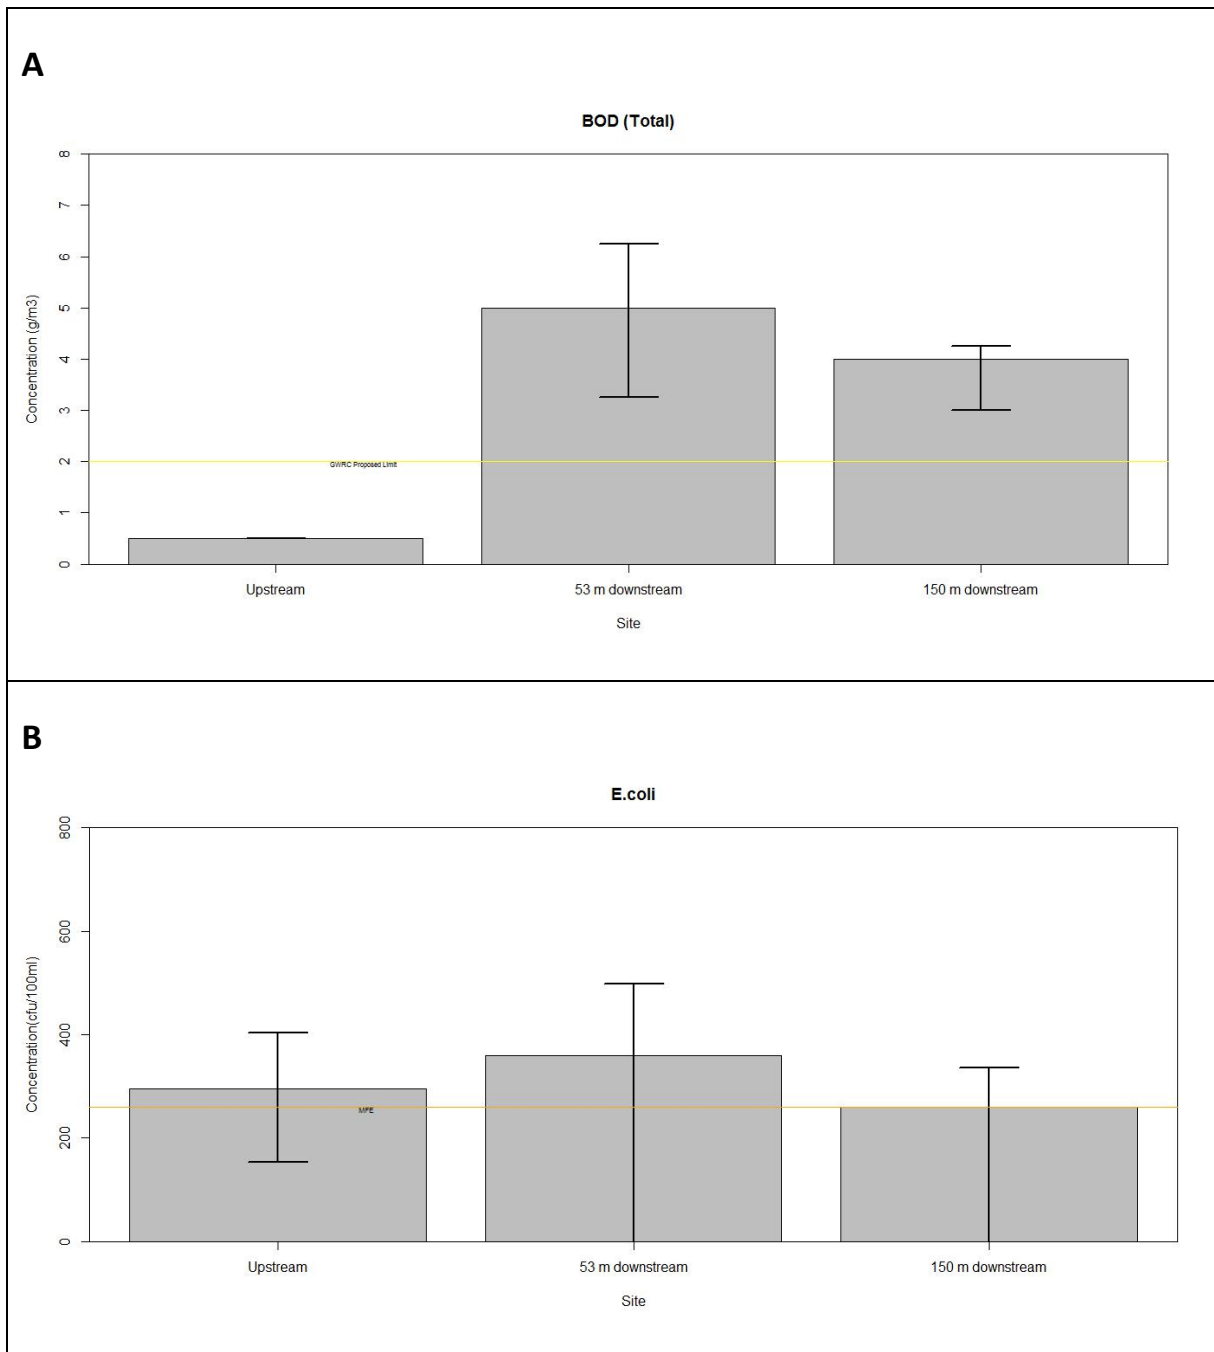 A
BOD (Total)
8
7
6
5
4
3
2
1
0
Concentration (g/m3)
GWRC Proposed Limit
Upstream
53 m downstream
150 m downstream
Site
B
E.coli
800
600
400
200
0
Concentration(cfu/100ml)
MFE
Upstream
53 m downstream
150 m downstream
Site